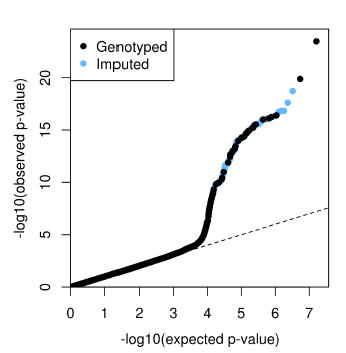 Genotyped
Imputed
20
15
10
5
0
-log10(observed p-value)
0 1 2 3 4 5 6 7
-log10(expected p-value)